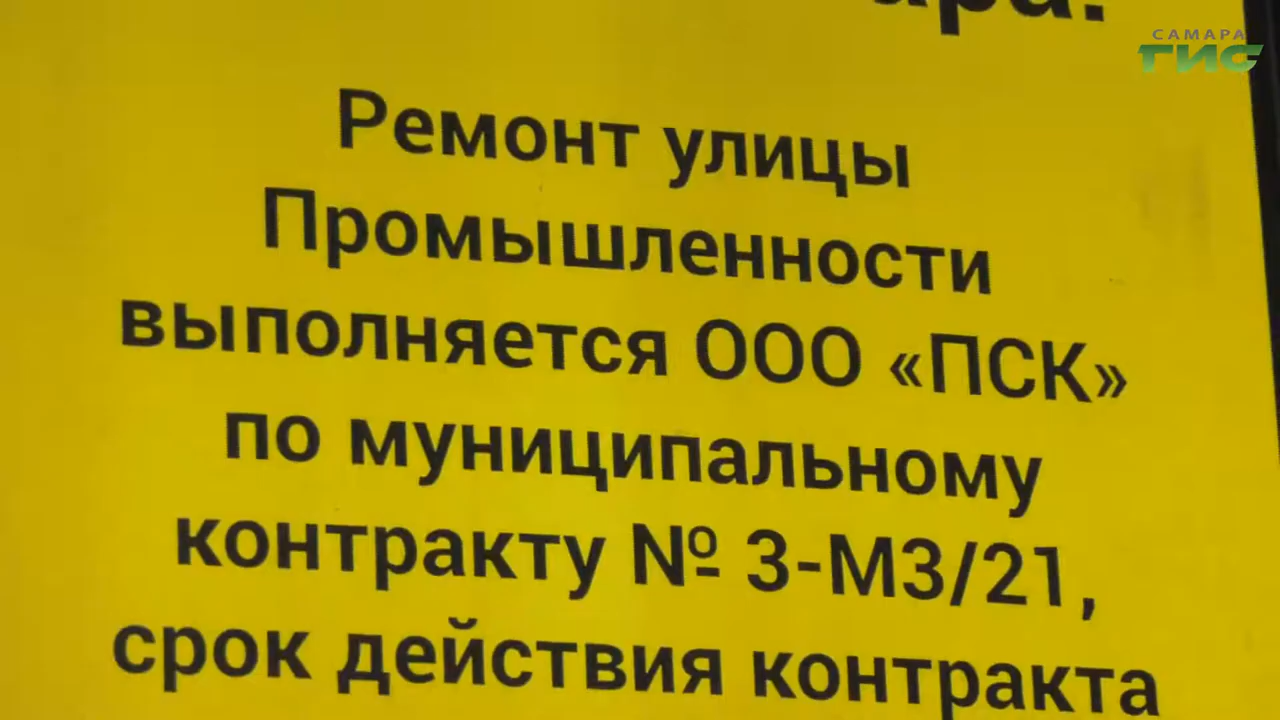 САМАРА
ГИС
Ремонт улицы
Промышленности
выполняется ООО «ПСК»
по муниципальному
контракту № 3-МЗ/21,
срок действия контракта